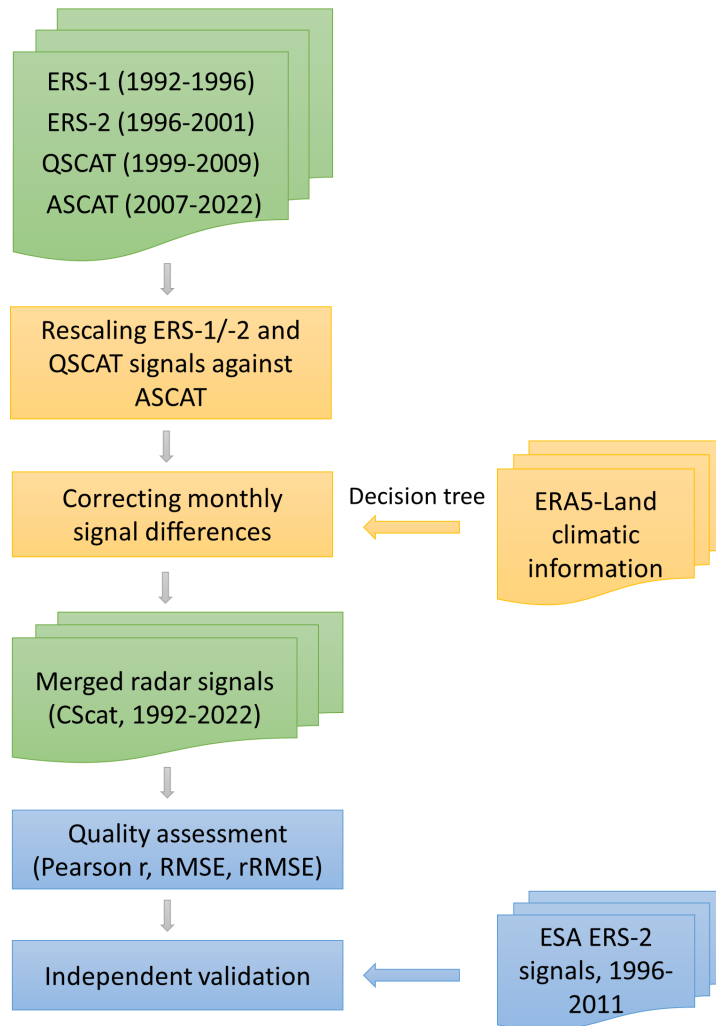 ERS-1 (1992-1996)
ERS-2 (1996-2001)
QSCAT (1999-2009)
ASCAT (2007-2022)
Rescaling ERS-1/-2 and
QSCAT signals against
ASCAT
Correcting monthly
signal differences
Decision tree
ERA5-Land
climatic
information
Merged radar signals
(CScat, 1992-2022)
Quality assessment
(Pearson r, RMSE, rRMSE)
Independent validation
ESA ERS-2
signals, 1996-
2011